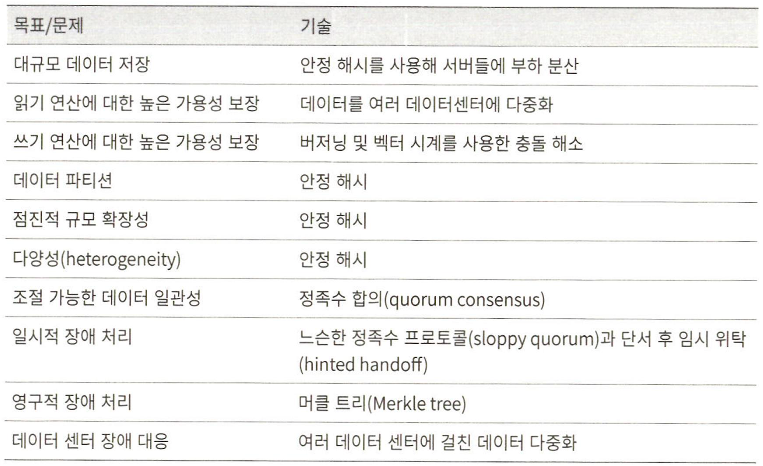 목표/문제 기술
대규모 데이터 저장 안정 해시를 사용해 서버들에 부하 분산
읽기 연산에 대한 높은 가용성 보장 데이터를 여러 데이터센터에 다중화
쓰기 연산에 대한 높은 가용성 보장 버저닝 및 벡터 시계를 사용한 충돌 해소
데이터 파티션 안정 해시
점진적 규모 확장성 안정 해시
다양성(heterogeneity) 안정 해시
조절 가능한 데이터 일관성 정족수 합의(quorum consensus)
일시적 장애 처리 느슨한 정족수 프로토콜(sloppy quorum)과 단서 후 임시 위탁
(hinted handoff)
영구적 장애 처리 머클 트리(Merkle tree)
데이터 센터 장애 대응 여러 데이터 센터에 걸친 데이터 다중화